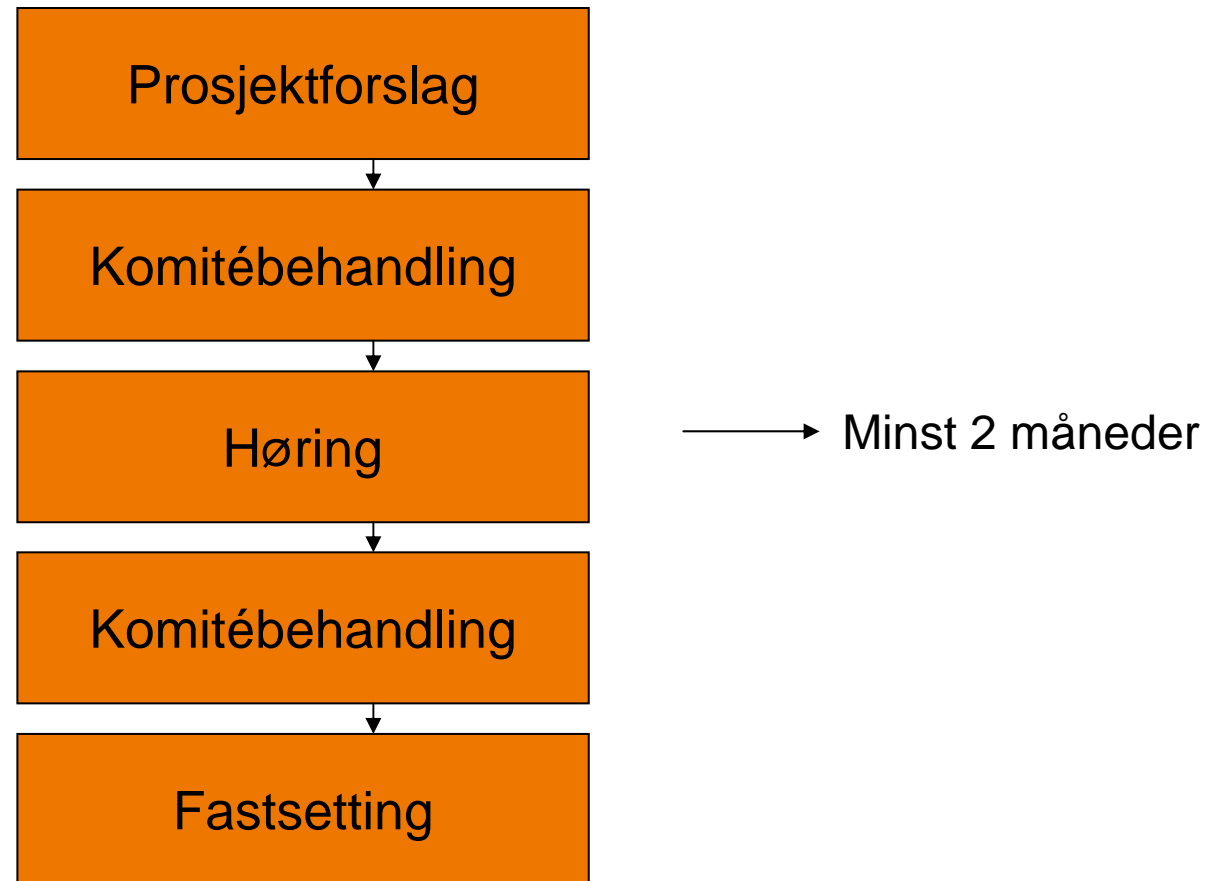 Prosjektforslag
Komitébehandling
Høring
Minst 2 måneder
Komitébehandling
Fastsetting